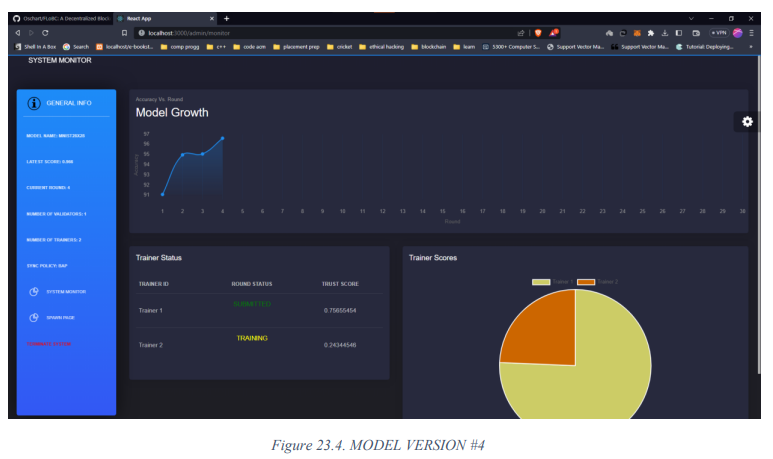 Oschart/FLoBC: A Decentralized Block
React App
localhost:3000/admin/monitor
VPN
Shell In A Box
Search
localhost/e-bookst...
comp progg
c++
code acm
placement prep
cricket
ethical hacking
blockchain
learn
5300+ Computer S...
Support Vector Ma...
Support Vector Ma...
Tutorial: Deploying...
SYSTEM MONITOR
GENERAL INFO
LATEST SCORE: 0.966
CURRENT ROUND: 4
NUMBER OF VALIDATORS: 1
NUMBER OF TRAINERS: 2
SYNC POLICY: BAP
SYSTEM MONITOR
SPAWN PAGE
Accuracy Vs. Round
Model Growth
97
96
95
94
93
92
91
Accuracy
1 2 3 4 5 6 7 8 9 10 11 12 13 14 15 16 17 18 19 20 21 22 23 24 25 26 27 28 29 30
Round
Trainer Status
TRAINER ID ROUND STATUS TRUST SCORE
Trainer 1 SUBMITTED 0.75655454
Trainer 2 TRAINING 0.24344546
Trainer Scores
Trainer 1 Trainer 2
Figure 23.4. MODEL VERSION #4